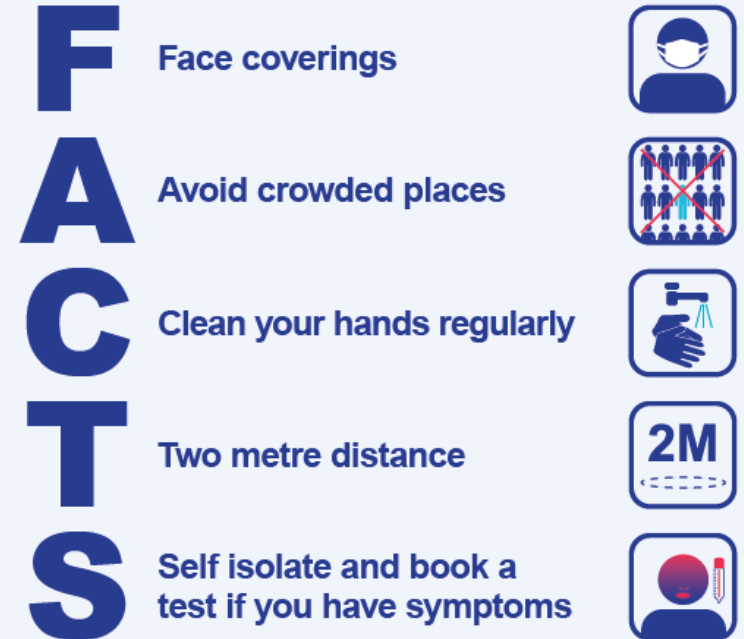 F Face coverings
A Avoid crowded places
C Clean your hands regularly
T Two metre distance 2M
S Self isolate and book a
test if you have symptoms